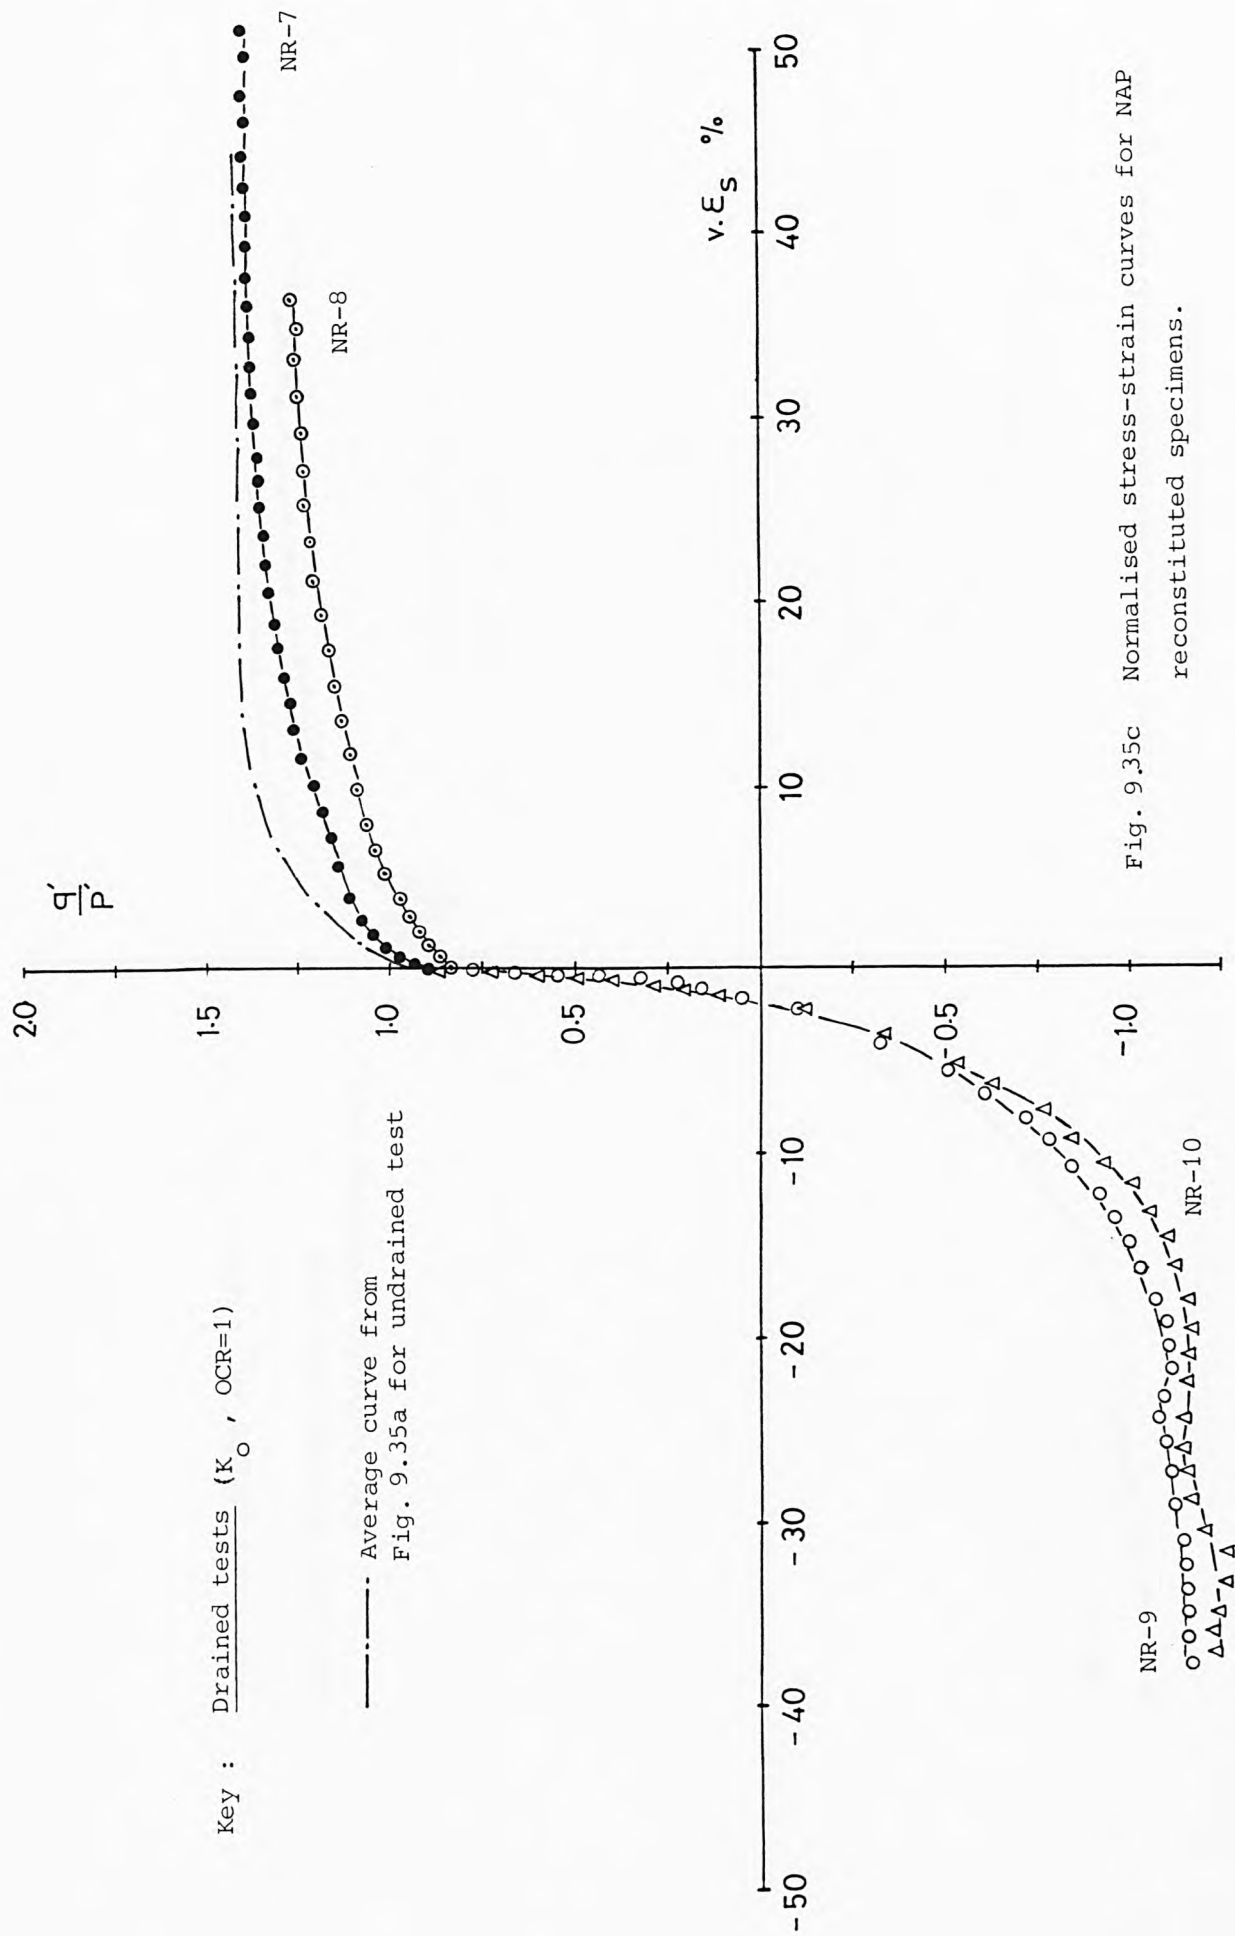 q'
p'
2.0
1.5
1.0
0.5
-0.5
-1.0
-50
-40
-30
-20
-10
10
20
30
40
50
v.εs %
NR-7
NR-8
NR-9
NR-10
Key : Drained tests (Ko , OCR=1)
Average curve from
Fig. 9.35a for undrained test
Fig. 9.35c Normalised stress-strain curves for NAP
reconstituted specimens.